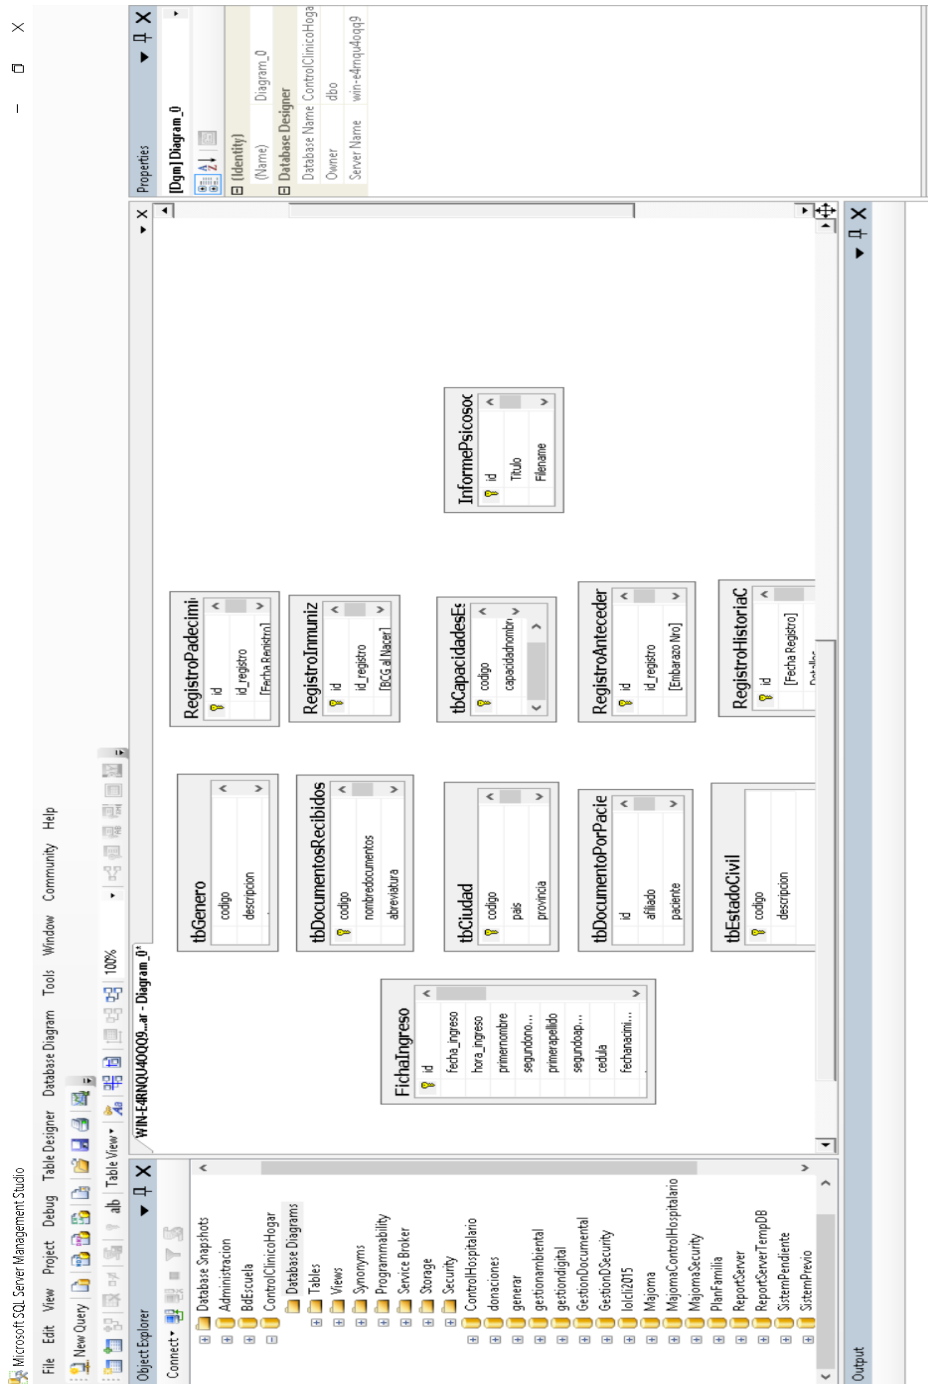 Microsoft SQL Server Management Studio
File Edit View Project Debug Table Designer Database Diagram Tools Window Community Help
New Query
Table View 100%
Object Explorer
Connect
Database Snapshots
Administracion
BdEscuela
ControlClinicoHogar
Database Diagrams
Tables
Views
Synonyms
Programmability
Service Broker
Storage
Security
ControlHospitalario
donaciones
generar
gestionambiental
gestiondigital
GestionDocumental
GestionDSecurity
lolcli2015
Majoma
MajomaControlHospitalario
MajomaSecurity
PlanFamilia
ReportServer
ReportServerTempDB
SistemPendiente
SistemPrevio
WIN-E4RNQU4OQQ9...ar - Diagram_0*
FichaIngreso
id
fecha_ingreso
hora_ingreso
primernombre
segundono...
primerapellido
segundoap...
cedula
fechanacimi...
tbGenero
codigo
descripcion
tbDocumentosRecibidos
codigo
nombredocumentos
abreviatura
tbCiudad
codigo
pais
provincia
tbDocumentoPorPacie
id
afiliado
paciente
tbEstadoCivil
codigo
descripcion
RegistroPadecimi
id
id_registro
[Fecha Registro]
RegistroInmuniz
id
id_registro
[BCG al Nacer]
tbCapacidadesEs
codigo
capacidadnombre
RegistroAnteceder
id
id_registro
[Embarazo Nro]
RegistroHistoriaC
id
[Fecha Registro]
Detalles
InformePsicosoc
id
Titulo
Filename
Properties
[Dgm] Diagram_0
(Identity)
(Name) Diagram_0
Database Designer
Database Name ControlClinicoHoga
Owner dbo
Server Name win-e4rnqu4oqq9
Output